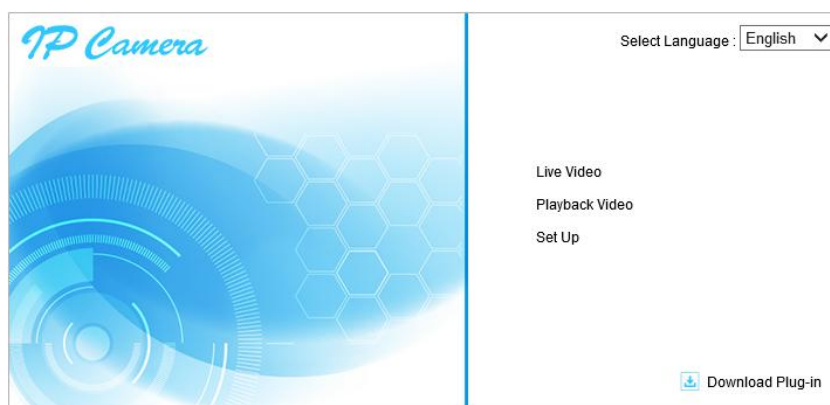 IP Camera
Select Language : English
Live Video
Playback Video
Set Up
Download Plug-in